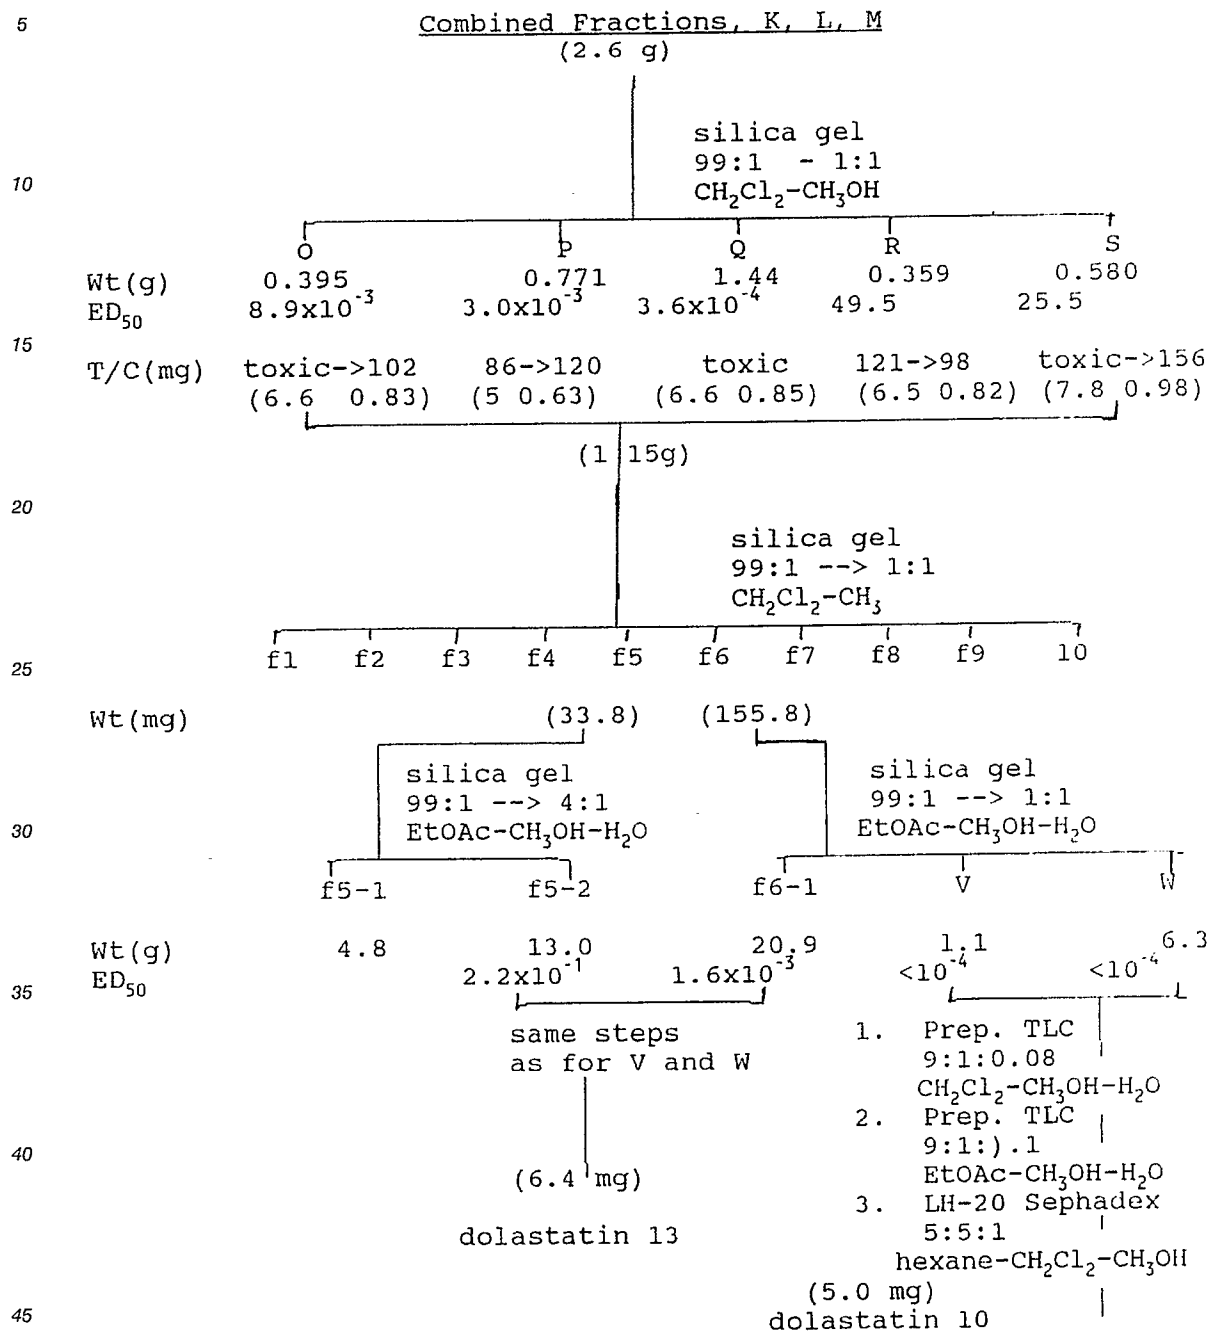 5
Combined Fractions, K, L, M
(2.6 g)
silica gel
99:1 - 1:1
10
CH₂Cl₂-CH₃OH
O P Q R S
Wt(g) 0.395 0.771 1.44 0.359 0.580
ED₅₀ 8.9x10⁻³ 3.0x10⁻³ 3.6x10⁻⁴ 49.5 25.5
15
T/C(mg) toxic->102 86->120 toxic 121->98 toxic->156
(6.6 0.83) (5 0.63) (6.6 0.85) (6.5 0.82) (7.8 0.98)
(1 15g)
20
silica gel
99:1 --> 1:1
CH₂Cl₂-CH₃
f1 f2 f3 f4 f5 f6 f7 f8 f9 10
25
Wt(mg) (33.8) (155.8)
silica gel
99:1 --> 4:1
EtOAc-CH₃OH-H₂O
silica gel
99:1 --> 1:1
EtOAc-CH₃OH-H₂O
30
f5-1 f5-2 f6-1 V W
Wt(g) 4.8 13.0 20.9 1.1 6.3
ED₅₀ 2.2x10⁻¹ 1.6x10⁻³ <10⁻⁴ <10⁻⁴
35
same steps
as for V and W
(6.4 mg)
dolastatin 13
1. Prep. TLC
9:1:0.08
CH₂Cl₂-CH₃OH-H₂O
2. Prep. TLC
40
9:1:).1
EtOAc-CH₃OH-H₂O
3. LH-20 Sephadex
5:5:1
hexane-CH₂Cl₂-CH₃OH
(5.0 mg)
45
dolastatin 10